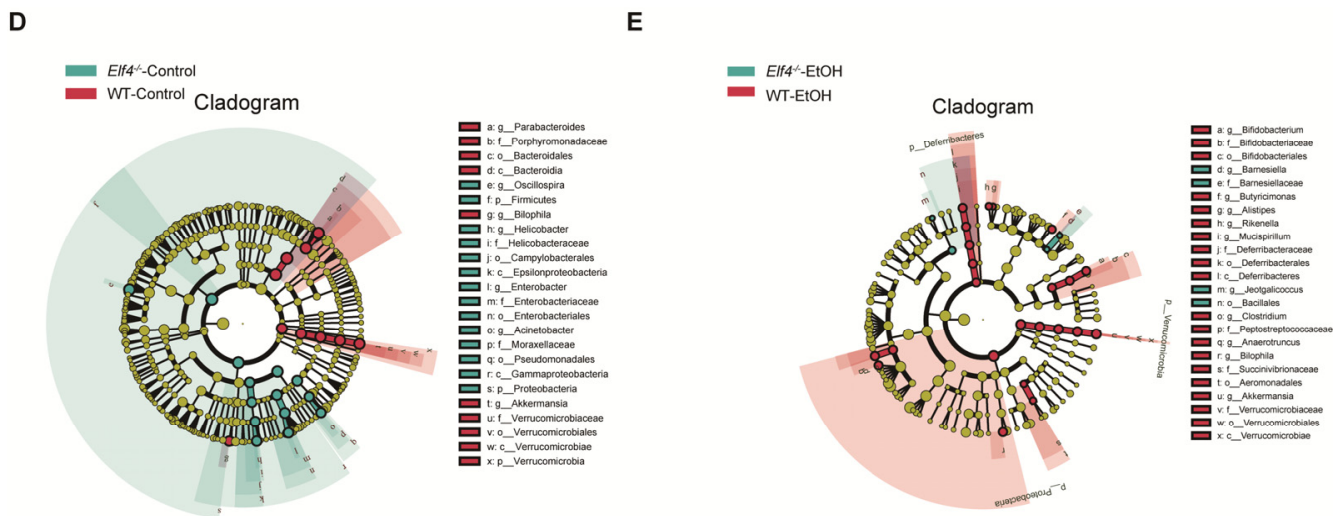 D
Elf4-/--Control
WT-Control
Cladogram
a: g__Parabacteroides
b: f__Porphyromonadaceae
c: o__Bacteroidales
d: c__Bacteroidia
e: g__Oscillospira
f: p__Firmicutes
g: g__Bilophila
h: g__Helicobacter
i: f__Helicobacteraceae
j: o__Campylobacterales
k: c__Epsilonproteobacteria
l: g__Enterobacter
m: f__Enterobacteriaceae
n: o__Enterobacteriales
o: g__Acinetobacter
p: f__Moraxellaceae
q: o__Pseudomonadales
r: c__Gammaproteobacteria
s: p__Proteobacteria
t: g__Akkermansia
u: f__Verrucomicrobiaceae
v: o__Verrucomicrobiales
w: c__Verrucomicrobiae
x: p__Verrucomicrobia
E
Elf4-/--EtOH
WT-EtOH
Cladogram
p__Deferribacteres
p__Verrucomicrobia
p__Proteobacteria
a: g__Bifidobacterium
b: f__Bifidobacteriaceae
c: o__Bifidobacteriales
d: g__Barnesiella
e: f__Barnesiellaceae
f: g__Butyricimonas
g: g__Alistipes
h: g__Rikenella
i: g__Mucispirillum
j: f__Deferribacteraceae
k: o__Deferribacterales
l: c__Deferribacteres
m: g__Jeotgalicoccus
n: o__Bacillales
o: g__Clostridium
p: f__Peptostreptococcaceae
q: g__Anaerotruncus
r: g__Bilophila
s: f__Succinivibrionaceae
t: o__Aeromonadales
u: g__Akkermansia
v: f__Verrucomicrobiaceae
w: o__Verrucomicrobiales
x: c__Verrucomicrobiae